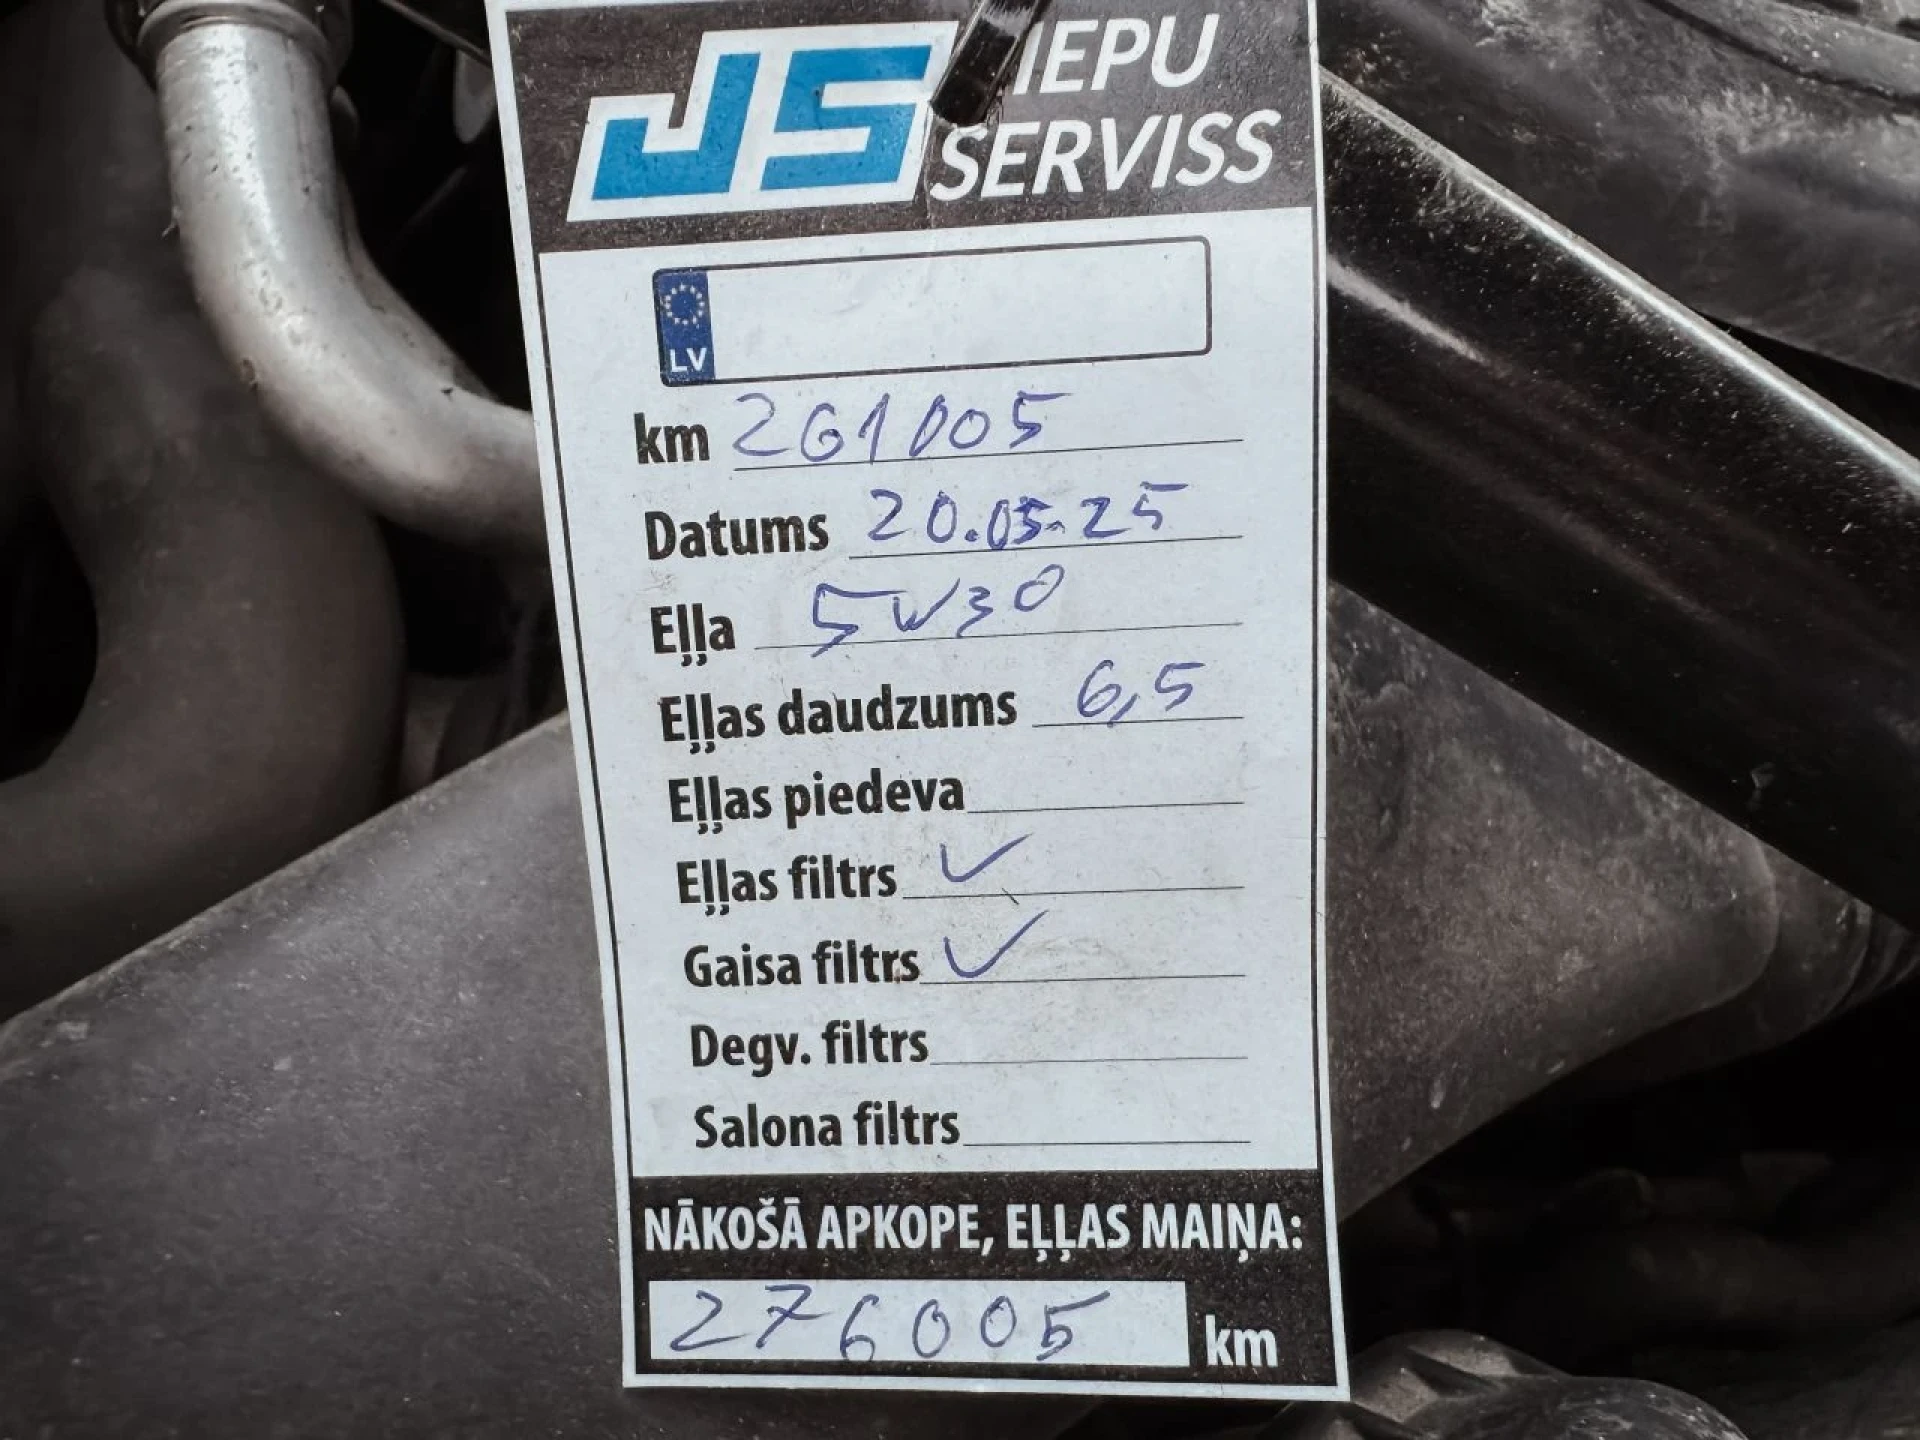 JS
IEPU
SERVISS
LV
km 261005
Datums 20.05.25
Eļļa 5W30
Eļļas daudzums 6,5
Eļļas piedeva
Eļļas filtrs ✓
Gaisa filtrs ✓
Degv. filtrs
Salona filtrs
NĀKOŠĀ APKOPE, EĻĻAS MAIŅA:
276005 km